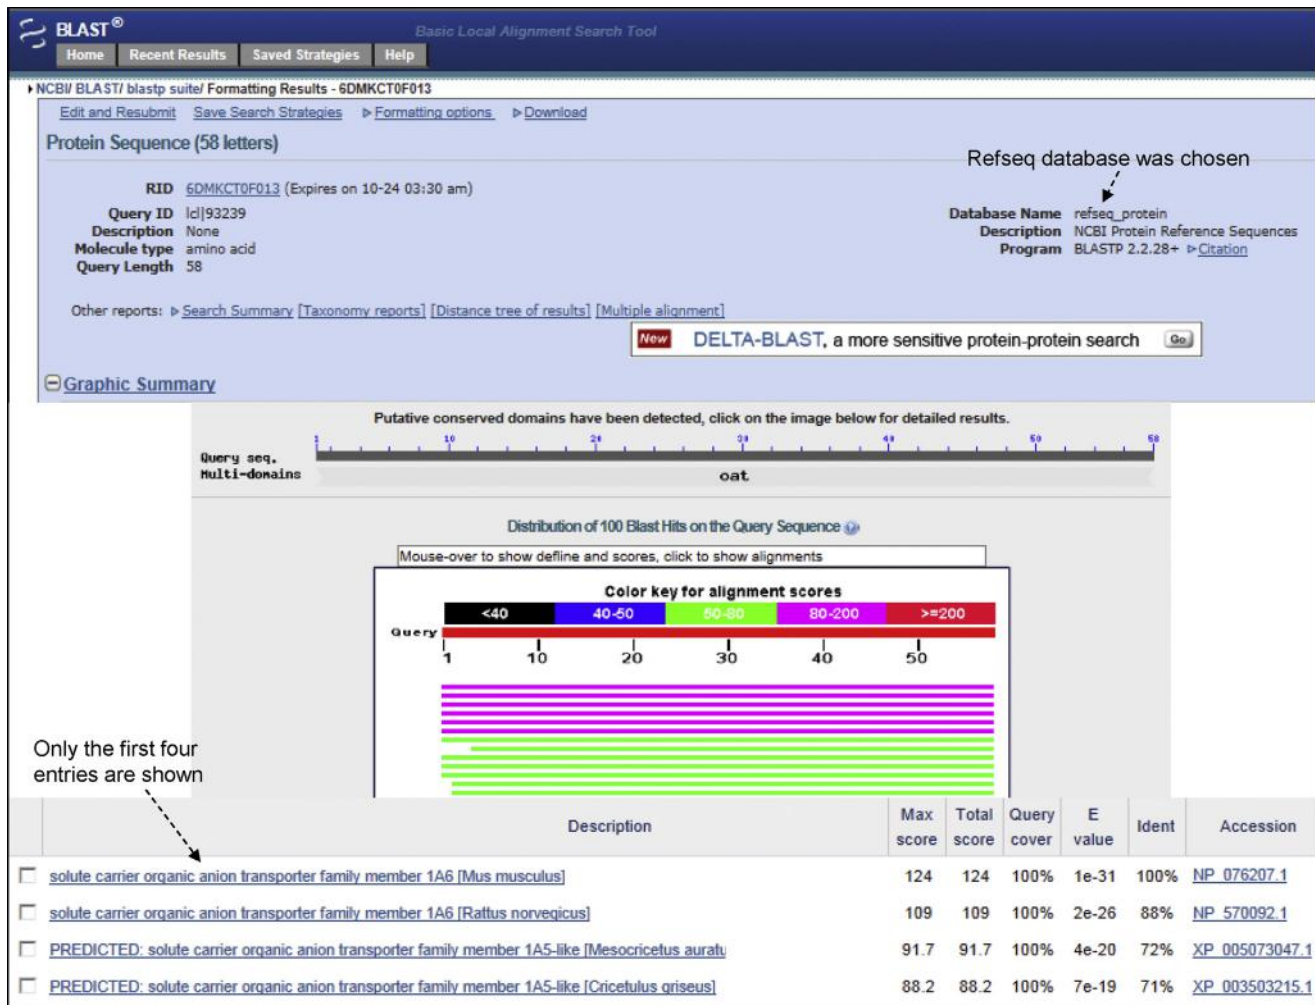 BLAST®
Basic Local Alignment Search Tool
Home Recent Results Saved Strategies Help
NCBI/ BLAST/ blastp suite/ Formatting Results - 6DMKCT0F013
Edit and Resubmit Save Search Strategies Formatting options Download
Protein Sequence (58 letters)
Refseq database was chosen
RID 6DMKCT0F013 (Expires on 10-24 03:30 am)
Query ID lcl|93239
Description None
Molecule type amino acid
Query Length 58
Database Name refseq_protein
Description NCBI Protein Reference Sequences
Program BLASTP 2.2.28+ Citation
Other reports: Search Summary [Taxonomy reports] [Distance tree of results] [Multiple alignment]
New DELTA-BLAST, a more sensitive protein-protein search Go
Graphic Summary
Putative conserved domains have been detected, click on the image below for detailed results.
1 10 20 30 40 50 58
Query seq.
Multi-domains oat
Distribution of 100 Blast Hits on the Query Sequence
Mouse-over to show defline and scores, click to show alignments
Color key for alignment scores
<40 40-50 50-80 80-200 >=200
Query
1 10 20 30 40 50
Only the first four
entries are shown
Description Max score Total score Query cover E value Ident Accession
solute carrier organic anion transporter family member 1A6 [Mus musculus] 124 124 100% 1e-31 100% NP_076207.1
solute carrier organic anion transporter family member 1A6 [Rattus norvegicus] 109 109 100% 2e-26 88% NP_570092.1
PREDICTED: solute carrier organic anion transporter family member 1A5-like [Mesocricetus auratu 91.7 91.7 100% 4e-20 72% XP_005073047.1
PREDICTED: solute carrier organic anion transporter family member 1A5-like [Cricetulus griseus] 88.2 88.2 100% 7e-19 71% XP_003503215.1